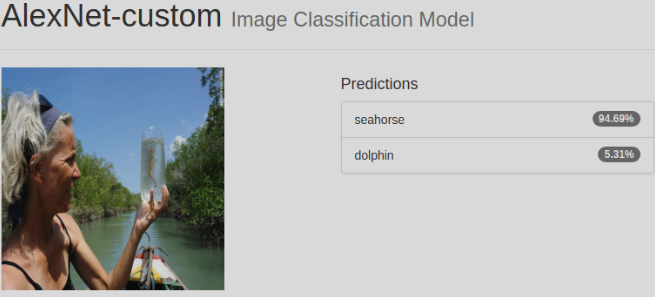 AlexNet-custom Image Classification Model
Predictions
seahorse 94.69%
dolphin 5.31%